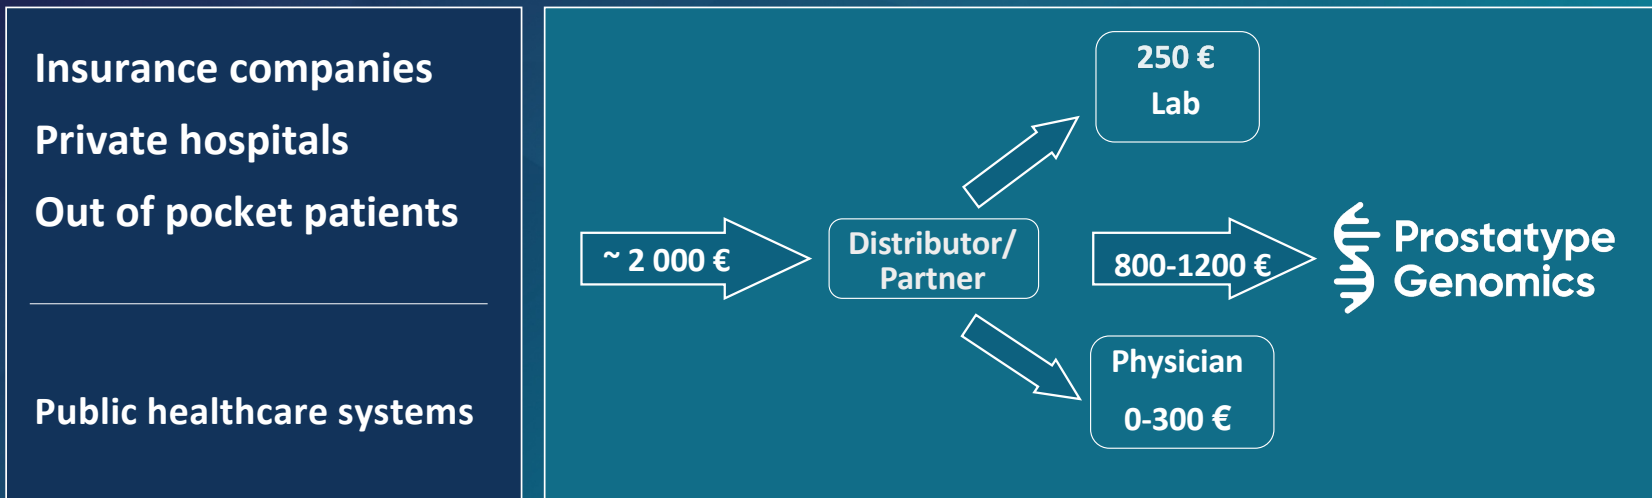 Insurance companies
Private hospitals
Out of pocket patients
Public healthcare systems
~ 2 000 €
Distributor/
Partner
250 €
Lab
800-1200 €
Physician
0-300 €
Prostatype
Genomics